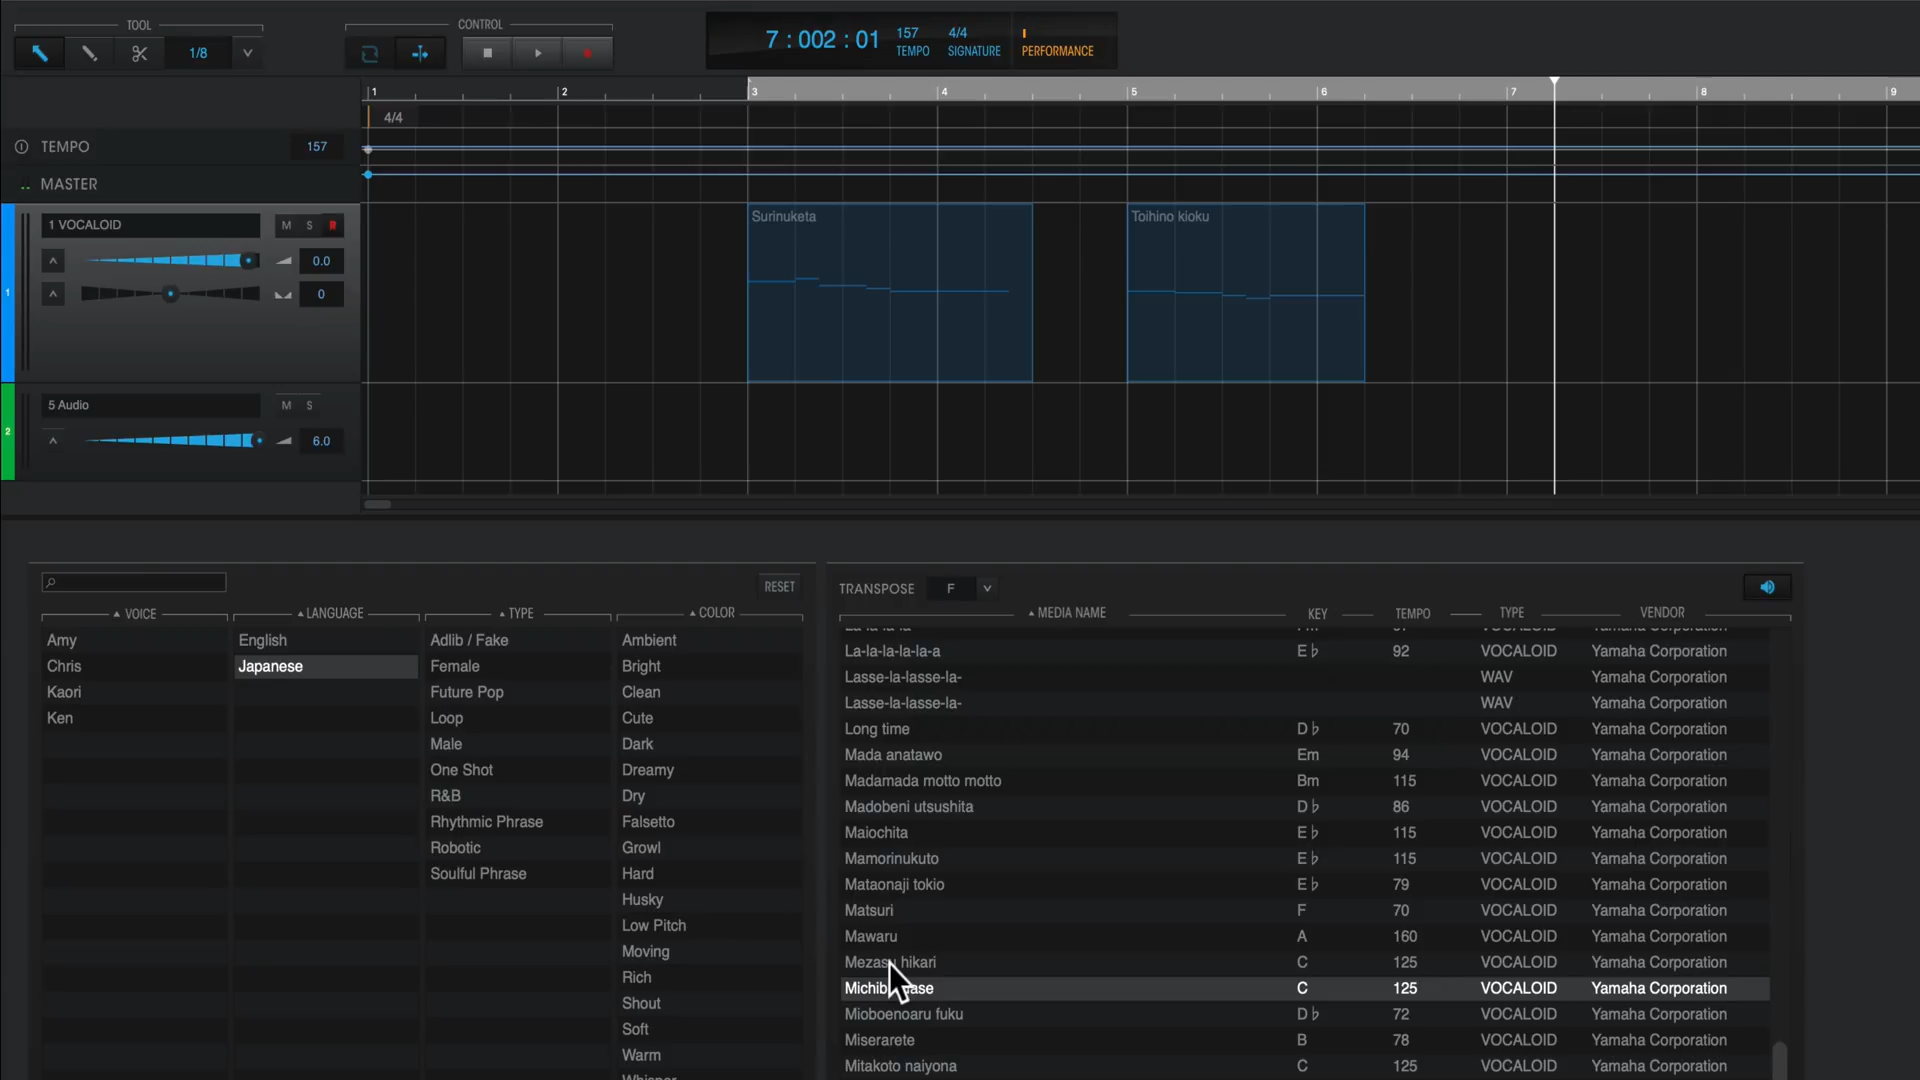 TOOL
CONTROL
1/8
7 : 002 : 01
157
TEMPO
4/4
SIGNATURE
PERFORMANCE
1 2 3 4 5 6 7 8 9
4/4
TEMPO 157
MASTER
1 VOCALOID M S R
0.0
0
1
Surinuketa
Toihino kioku
5 Audio M S
6.0
2
RESET
TRANSPOSE F
VOICE LANGUAGE TYPE COLOR
MEDIA NAME KEY TEMPO TYPE VENDOR
Amy English Adlib / Fake Ambient
Chris Japanese Female Bright
Kaori Future Pop Clean
Ken Loop Cute
Male Dark
One Shot Dreamy
R&B Dry
Rhythmic Phrase Falsetto
Robotic Growl
Soulful Phrase Hard
Husky
Low Pitch
Moving
Rich
Shout
Soft
Warm
La-la-la-la-la-a E♭ 92 VOCALOID Yamaha Corporation
Lasse-la-lasse-la- WAV Yamaha Corporation
Lasse-la-lasse-la- WAV Yamaha Corporation
Long time D♭ 70 VOCALOID Yamaha Corporation
Mada anatawo Em 94 VOCALOID Yamaha Corporation
Madamada motto motto Bm 115 VOCALOID Yamaha Corporation
Madobeni utsushita D♭ 86 VOCALOID Yamaha Corporation
Maiochita E♭ 115 VOCALOID Yamaha Corporation
Mamorinukuto E♭ 115 VOCALOID Yamaha Corporation
Mataonaji tokio E♭ 79 VOCALOID Yamaha Corporation
Matsuri F 70 VOCALOID Yamaha Corporation
Mawaru A 160 VOCALOID Yamaha Corporation
Mezasu hikari C 125 VOCALOID Yamaha Corporation
C 125 VOCALOID Yamaha Corporation
Mioboenoaru fuku D♭ 72 VOCALOID Yamaha Corporation
Miserarete B 78 VOCALOID Yamaha Corporation
Mitakoto naiyona C 125 VOCALOID Yamaha Corporation